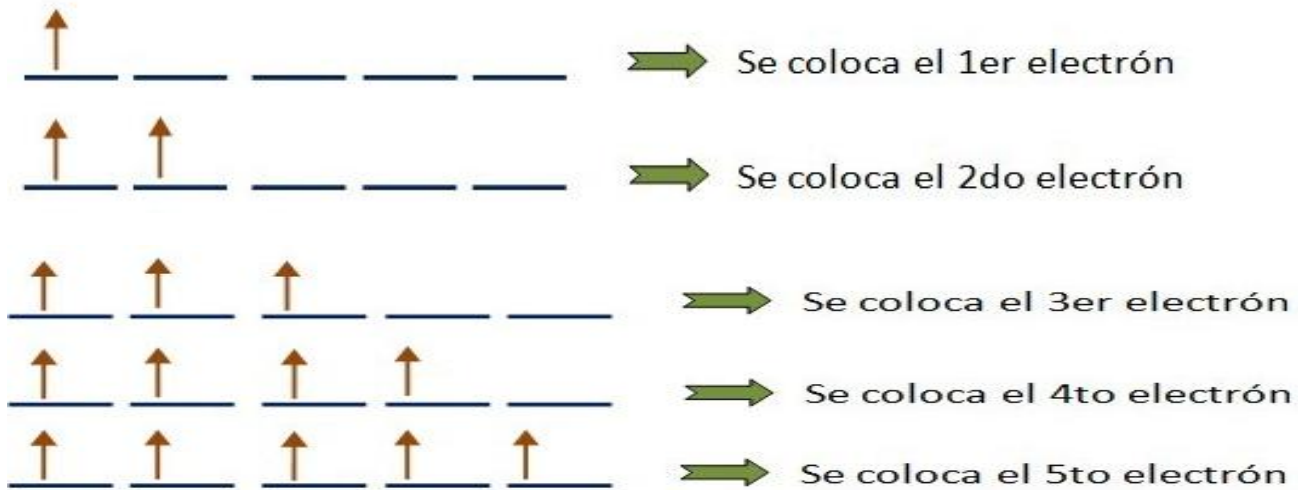 Se coloca el 1er electrón
Se coloca el 2do electrón
Se coloca el 3er electrón
Se coloca el 4to electrón
Se coloca el 5to electrón